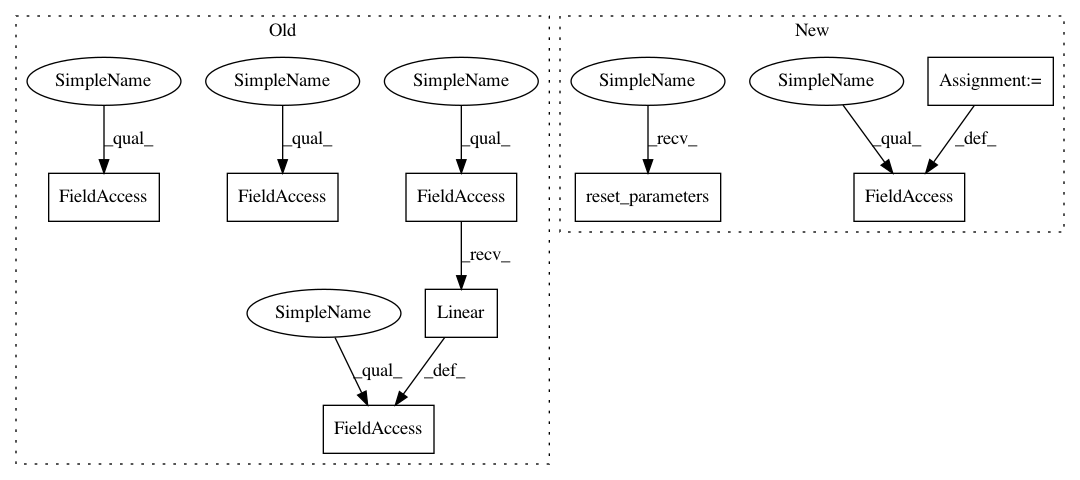 Old
New
SimpleName
SimpleName
SimpleName
SimpleName
SimpleName
Assignment:=
_qual_
_qual_
_qual_
_recv_
_qual_
_def_
FieldAccess
FieldAccess
FieldAccess
reset_parameters
FieldAccess
_recv_
SimpleName
Linear
_qual_
_def_
FieldAccess